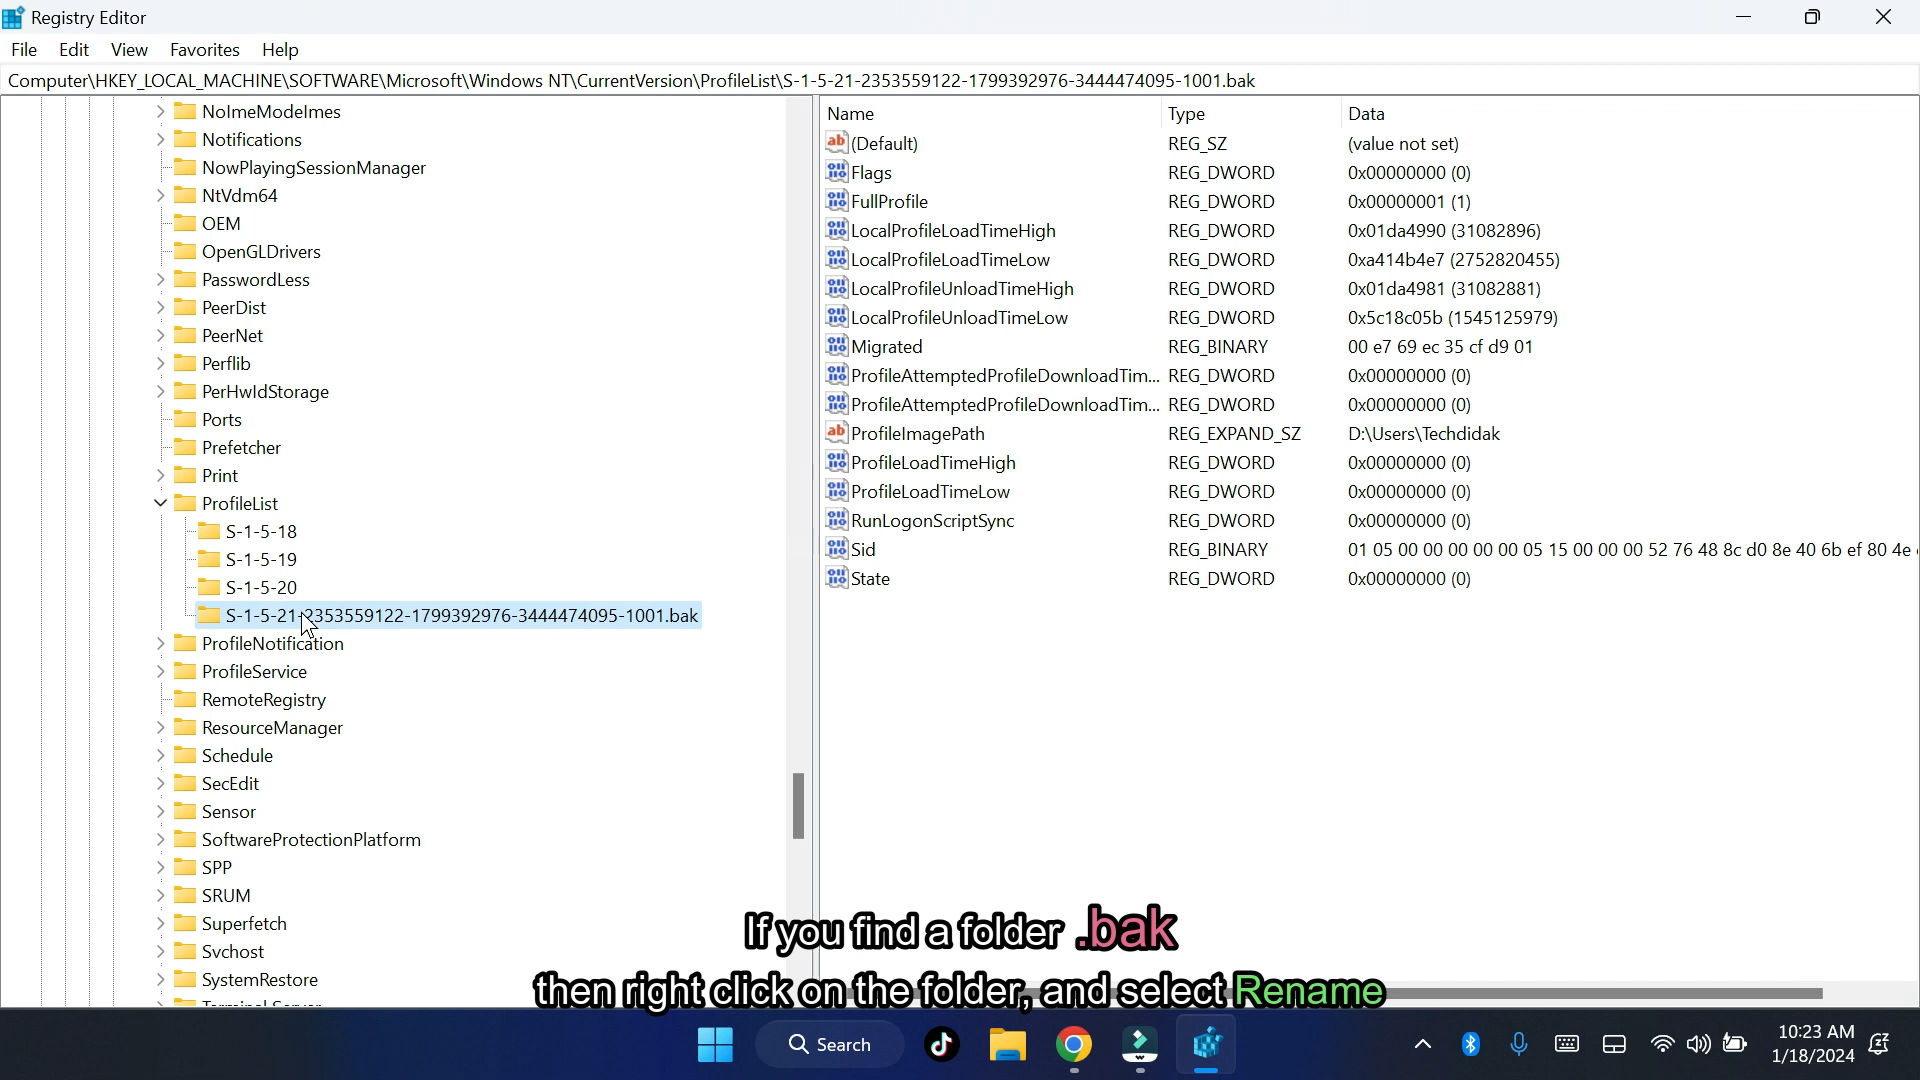 Registry Editor
File Edit View Favorites Help
Computer\HKEY_LOCAL_MACHINE\SOFTWARE\Microsoft\Windows NT\CurrentVersion\ProfileList\S-1-5-21-2353559122-1799392976-3444474095-1001.bak
NoImeModeImes
Notifications
NowPlayingSessionManager
NtVdm64
OEM
OpenGLDrivers
PasswordLess
PeerDist
PeerNet
Perflib
PerHwIdStorage
Ports
Prefetcher
Print
ProfileList
S-1-5-18
S-1-5-19
S-1-5-20
S-1-5-21-2353559122-1799392976-3444474095-1001.bak
ProfileNotification
ProfileService
RemoteRegistry
ResourceManager
Schedule
SecEdit
Sensor
SoftwareProtectionPlatform
SPP
SRUM
Superfetch
Svchost
SystemRestore
Name Type Data
(Default) REG_SZ (value not set)
Flags REG_DWORD 0x00000000 (0)
FullProfile REG_DWORD 0x00000001 (1)
LocalProfileLoadTimeHigh REG_DWORD 0x01da4990 (31082896)
LocalProfileLoadTimeLow REG_DWORD 0xa414b4e7 (2752820455)
LocalProfileUnloadTimeHigh REG_DWORD 0x01da4981 (31082881)
LocalProfileUnloadTimeLow REG_DWORD 0x5c18c05b (1545125979)
Migrated REG_BINARY 00 e7 69 ec 35 cf d9 01
ProfileAttemptedProfileDownloadTim... REG_DWORD 0x00000000 (0)
ProfileAttemptedProfileDownloadTim... REG_DWORD 0x00000000 (0)
ProfileImagePath REG_EXPAND_SZ D:\Users\Techdidak
ProfileLoadTimeHigh REG_DWORD 0x00000000 (0)
ProfileLoadTimeLow REG_DWORD 0x00000000 (0)
RunLogonScriptSync REG_DWORD 0x00000000 (0)
Sid REG_BINARY 01 05 00 00 00 00 00 05 15 00 00 00 52 76 48 8c d0 8e 40 6b ef 80 4e
State REG_DWORD 0x00000000 (0)
If you find a folder .bak
then right click on the folder, and select Rename
Search
10:23 AM
1/18/2024